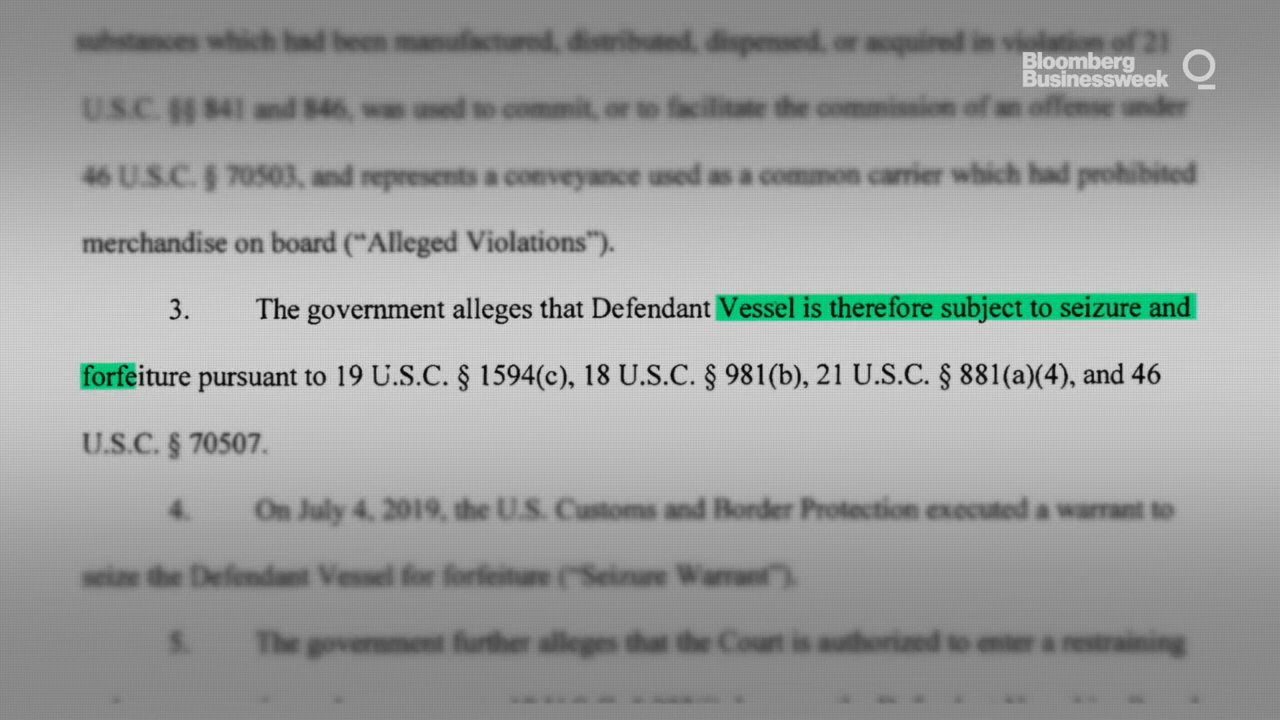 substances which had been manufactured, distributed, dispensed, or acquired in violation of 21
Bloomberg
Businessweek
U.S.C. §§ 841 and 846, was used to commit, or to facilitate the commission of an offense under
46 U.S.C. § 70503, and represents a conveyance used as a common carrier which had prohibited
merchandise on board (“Alleged Violations”).
3. The government alleges that Defendant Vessel is therefore subject to seizure and
forfeiture pursuant to 19 U.S.C. § 1594(c), 18 U.S.C. § 981(b), 21 U.S.C. § 881(a)(4), and 46
U.S.C. § 70507.
4. On July 4, 2019, the U.S. Customs and Border Protection executed a warrant to
seize the Defendant Vessel for forfeiture (“Seizure Warrant”).
5. The government further alleges that the Court is authorized to enter a restraining